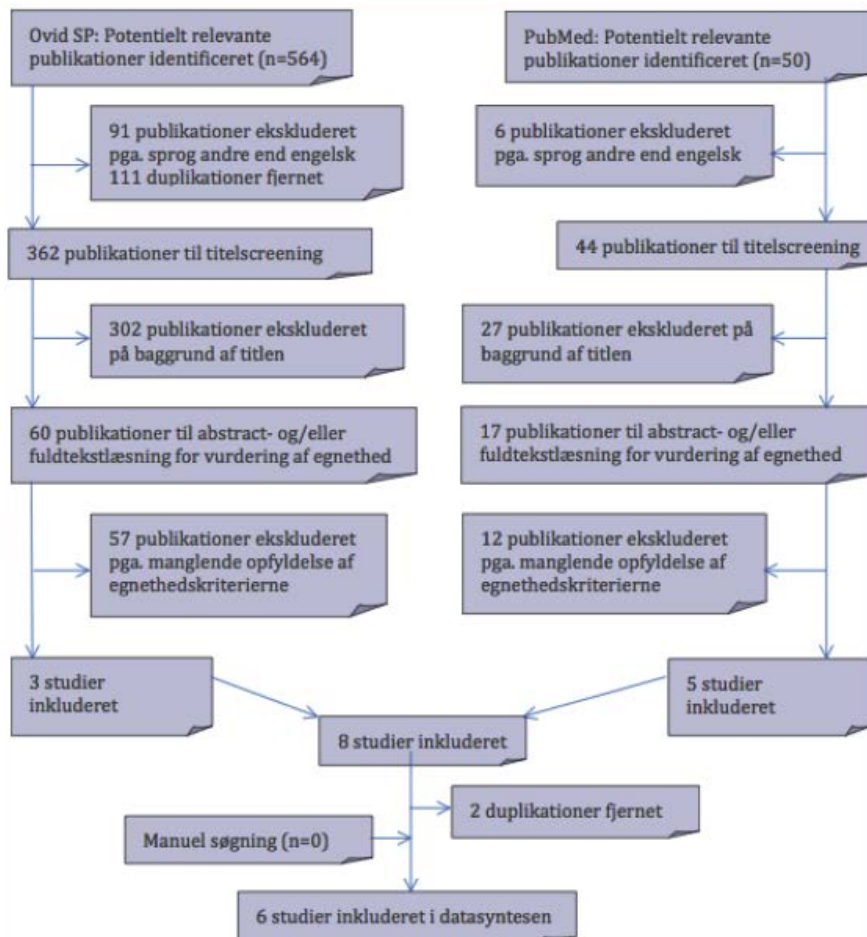 Ovid SP: Potentielt relevante
publikationer identificeret (n=564)
PubMed: Potentielt relevante
publikationer identificeret (n=50)
91 publikationer ekskluderet
pga. sprog andre end engelsk
111 duplikationer fjernet
6 publikationer ekskluderet
pga. sprog andre end engelsk
362 publikationer til titelscreening
44 publikationer til titelscreening
302 publikationer ekskluderet
på baggrund af titlen
27 publikationer ekskluderet på
baggrund af titlen
60 publikationer til abstract- og/eller
fuldtekstlæsning for vurdering af egnethed
17 publikationer til abstract- og/eller
fuldtekstlæsning for vurdering af egnethed
57 publikationer ekskluderet
pga. manglende opfyldelse af
egnethedskriterierne
12 publikationer ekskluderet
pga. manglende opfyldelse af
egnethedskriterierne
3 studier
inkluderet
5 studier
inkluderet
8 studier inkluderet
2 duplikationer fjernet
Manuel søgning (n=0)
6 studier inkluderet i datasyntesen